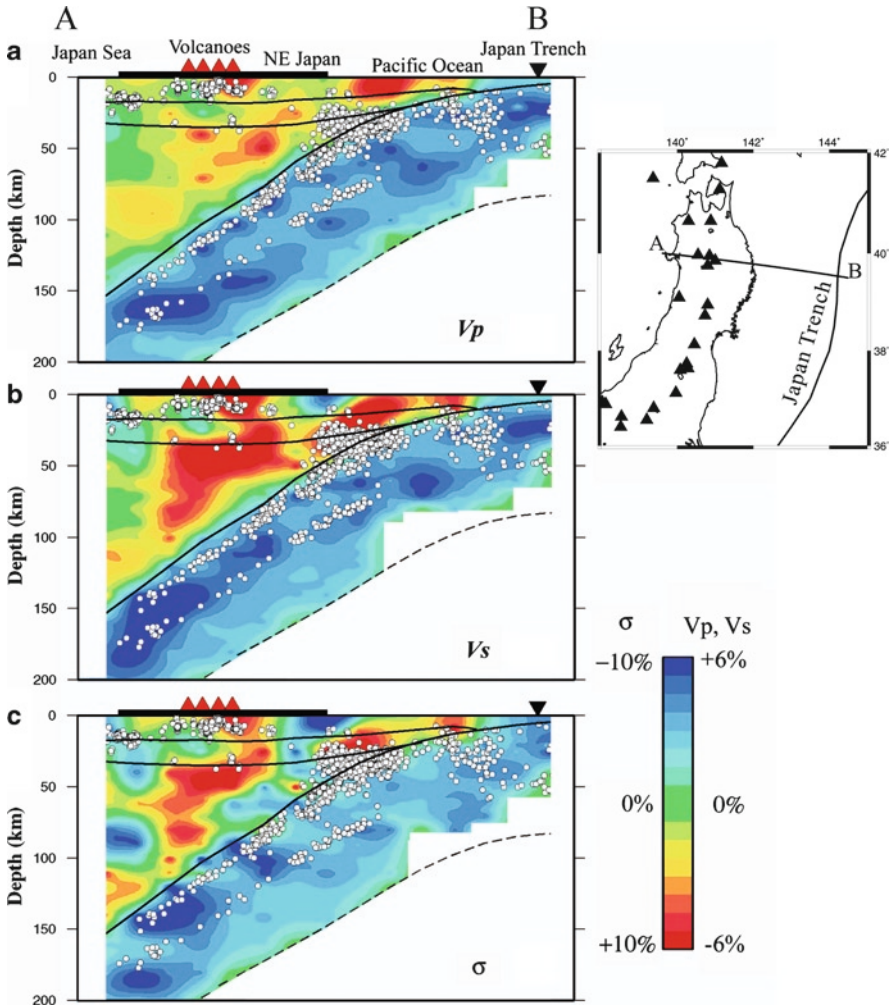 A B
a Japan Sea Volcanoes NE Japan Pacific Ocean Japan Trench
0
50
100
150
200
Depth (km)
Vp
140° 142° 144°
42°
40°
38°
36°
A B
Japan Trench
b
0
50
100
150
200
Depth (km)
Vs
c
0
50
100
150
200
Depth (km)
σ
σ Vp, Vs
−10% +6%
0% 0%
+10% -6%